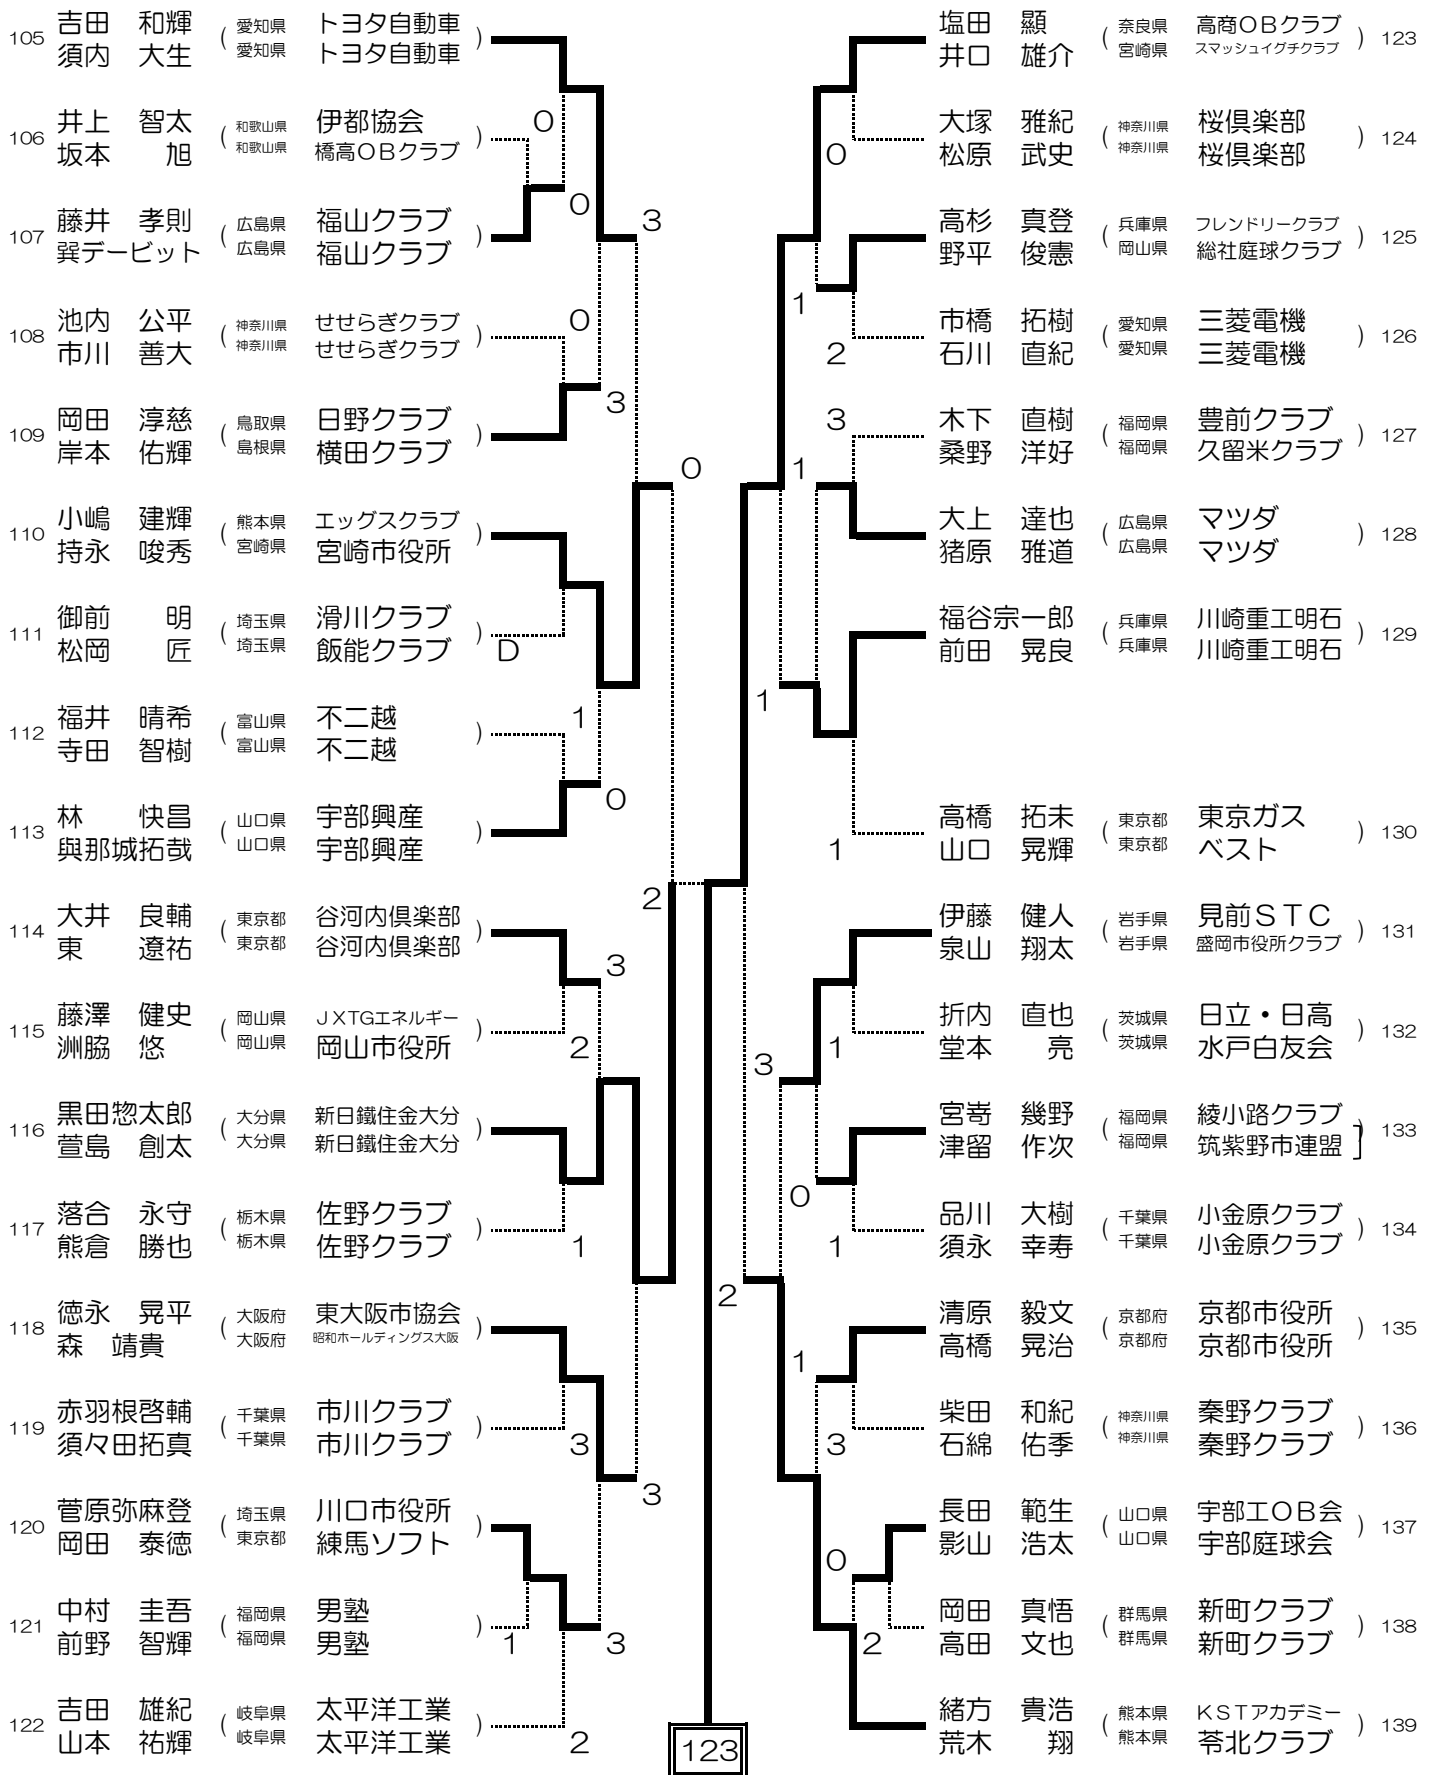 105 吉田 和輝 ( 愛知県 トヨタ自動車 )
須内 大生 愛知県 トヨタ自動車
106 井上 智太 ( 和歌山県 伊都協会 )
坂本 旭 和歌山県 橋高OBクラブ
107 藤井 孝則 ( 広島県 福山クラブ )
巽デービット 広島県 福山クラブ
108 池内 公平 ( 神奈川県 せせらぎクラブ )
市川 善大 神奈川県 せせらぎクラブ
109 岡田 淳慈 ( 鳥取県 日野クラブ )
岸本 佑輝 島根県 横田クラブ
110 小嶋 建輝 ( 熊本県 エッグスクラブ )
持永 唆秀 宮崎県 宮崎市役所
111 御前 明 ( 埼玉県 滑川クラブ )
松岡 匠 埼玉県 飯能クラブ
112 福井 晴希 ( 富山県 不二越 )
寺田 智樹 富山県 不二越
113 林 快昌 ( 山口県 宇部興産 )
與那城拓哉 山口県 宇部興産
114 大井 良輔 ( 東京都 谷河内倶楽部 )
東 遼祐 東京都 谷河内倶楽部
115 藤澤 健史 ( 岡山県 JXTGエネルギー )
洲脇 悠 岡山県 岡山市役所
116 黒田惣太郎 ( 大分県 新日鐵住金大分 )
萱島 創太 大分県 新日鐵住金大分
117 落合 永守 ( 栃木県 佐野クラブ )
熊倉 勝也 栃木県 佐野クラブ
118 徳永 晃平 ( 大阪府 東大阪市協会 )
森 靖貴 大阪府 昭和ホールディングス大阪
119 赤羽根啓輔 ( 千葉県 市川クラブ )
須々田拓真 千葉県 市川クラブ
120 菅原弥麻登 ( 埼玉県 川口市役所 )
岡田 泰徳 東京都 練馬ソフト
121 中村 圭吾 ( 福岡県 男塾 )
前野 智輝 福岡県 男塾
122 吉田 雄紀 ( 岐阜県 太平洋工業 )
山本 祐輝 岐阜県 太平洋工業
0
0
3
0
3
0
D
1
0
2
3
2
1
3
3
1
3
2
123
0
1
2
3
1
1
1
3
1
0
1
2
1
3
0
2
塩田 顯 ( 奈良県 高商OBクラブ ) 123
井口 雄介 宮崎県 スマッシュイグチクラブ
大塚 雅紀 ( 神奈川県 桜倶楽部 ) 124
松原 武史 神奈川県 桜倶楽部
高杉 真登 ( 兵庫県 フレンドリークラブ ) 125
野平 俊憲 岡山県 総社庭球クラブ
市橋 拓樹 ( 愛知県 三菱電機 ) 126
石川 直紀 愛知県 三菱電機
木下 直樹 ( 福岡県 豊前クラブ ) 127
桑野 洋好 福岡県 久留米クラブ
大上 達也 ( 広島県 マツダ ) 128
猪原 雅道 広島県 マツダ
福谷宗一郎 ( 兵庫県 川崎重工明石 ) 129
前田 晃良 兵庫県 川崎重工明石
高橋 拓未 ( 東京都 東京ガス ) 130
山口 晃輝 東京都 ベスト
伊藤 健人 ( 岩手県 見前STC ) 131
泉山 翔太 岩手県 盛岡市役所クラブ
折内 直也 ( 茨城県 日立・日高 ) 132
堂本 亮 茨城県 水戸白友会
宮嵜 幾野 ( 福岡県 綾小路クラブ ) 133
津留 作次 福岡県 筑紫野市連盟 ]
品川 大樹 ( 千葉県 小金原クラブ ) 134
須永 幸寿 千葉県 小金原クラブ
清原 毅文 ( 京都府 京都市役所 ) 135
高橋 晃治 京都府 京都市役所
柴田 和紀 ( 神奈川県 秦野クラブ ) 136
石綿 佑季 神奈川県 秦野クラブ
長田 範生 ( 山口県 宇部工OB会 ) 137
影山 浩太 山口県 宇部庭球会
岡田 真悟 ( 群馬県 新町クラブ ) 138
高田 文也 群馬県 新町クラブ
緒方 貴浩 ( 熊本県 KSTアカデミー ) 139
荒木 翔 熊本県 苓北クラブ